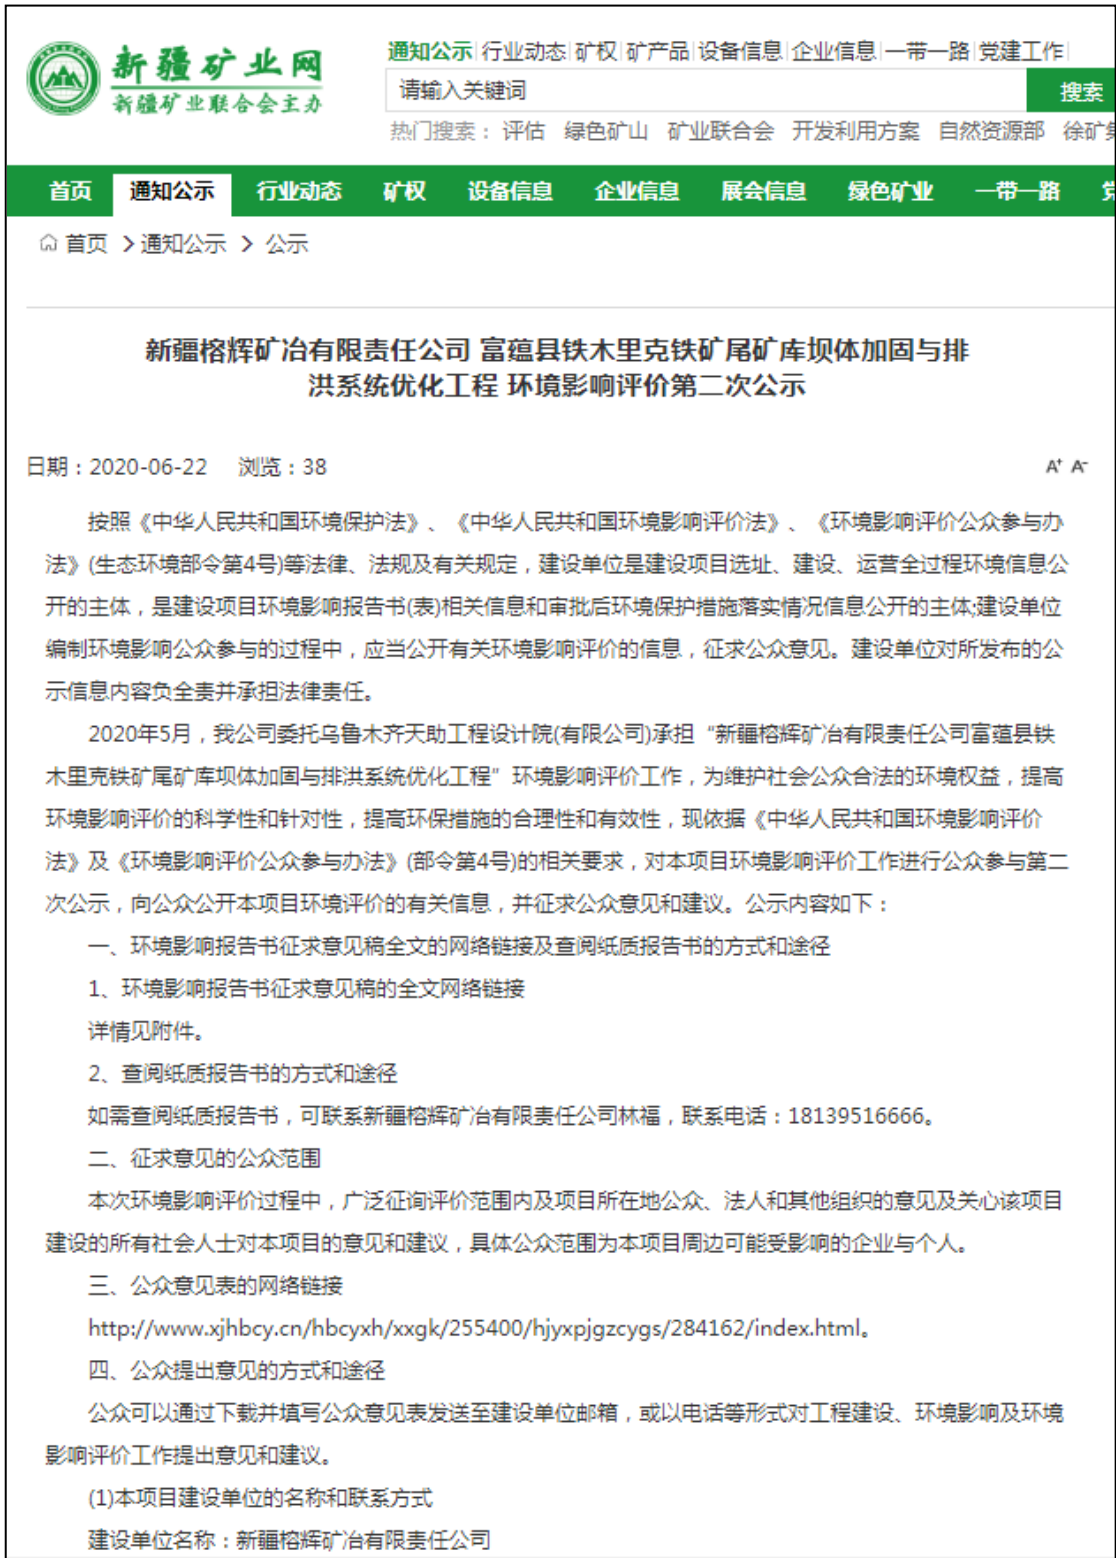 新疆矿业网
新疆矿业联合会主办
通知公示|行业动态|矿权|矿产品|设备信息|企业信息|一带一路|党建工作|
请输入关键词
搜索
热门搜索：评估 绿色矿山 矿业联合会 开发利用方案 自然资源部 徐矿集
首页 通知公示 行业动态 矿权 设备信息 企业信息 展会信息 绿色矿业 一带一路
首页 >通知公示 > 公示
新疆榕辉矿冶有限责任公司 富蕴县铁木里克铁矿尾矿库坝体加固与排
洪系统优化工程 环境影响评价第二次公示
日期：2020-06-22 浏览：38
A+ A-
按照《中华人民共和国环境保护法》、《中华人民共和国环境影响评价法》、《环境影响评价公众参与办
法》(生态环境部令第4号)等法律、法规及有关规定，建设单位是建设项目选址、建设、运营全过程环境信息公
开的主体，是建设项目环境影响报告书(表)相关信息和审批后环境保护措施落实情况信息公开的主体;建设单位
编制环境影响公众参与的过程中，应当公开有关环境影响评价的信息，征求公众意见。建设单位对所发布的公
示信息内容负全责并承担法律责任。
2020年5月，我公司委托乌鲁木齐天助工程设计院(有限公司)承担“新疆榕辉矿冶有限责任公司富蕴县铁
木里克铁矿尾矿库坝体加固与排洪系统优化工程”环境影响评价工作，为维护社会公众合法的环境权益，提高
环境影响评价的科学性和针对性，提高环保措施的合理性和有效性，现依据《中华人民共和国环境影响评价
法》及《环境影响评价公众参与办法》(部令第4号)的相关要求，对本项目环境影响评价工作进行公众参与第二
次公示，向公众公开本项目环境评价的有关信息，并征求公众意见和建议。公示内容如下：
一、环境影响报告书征求意见稿全文的网络链接及查阅纸质报告书的方式和途径
1、环境影响报告书征求意见稿的全文网络链接
详情见附件。
2、查阅纸质报告书的方式和途径
如需查阅纸质报告书，可联系新疆榕辉矿冶有限责任公司林福，联系电话：18139516666。
二、征求意见的公众范围
本次环境影响评价过程中，广泛征询评价范围内及项目所在地公众、法人和其他组织的意见及关心该项目
建设的所有社会人士对本项目的意见和建议，具体公众范围为本项目周边可能受影响的企业与个人。
三、公众意见表的网络链接
http://www.xjhbcy.cn/hbcyxh/xxgk/255400/hjyxpjgzcygs/284162/index.html。
四、公众提出意见的方式和途径
公众可以通过下载并填写公众意见表发送至建设单位邮箱，或以电话等形式对工程建设、环境影响及环境
影响评价工作提出意见和建议。
(1)本项目建设单位的名称和联系方式
建设单位名称：新疆榕辉矿冶有限责任公司